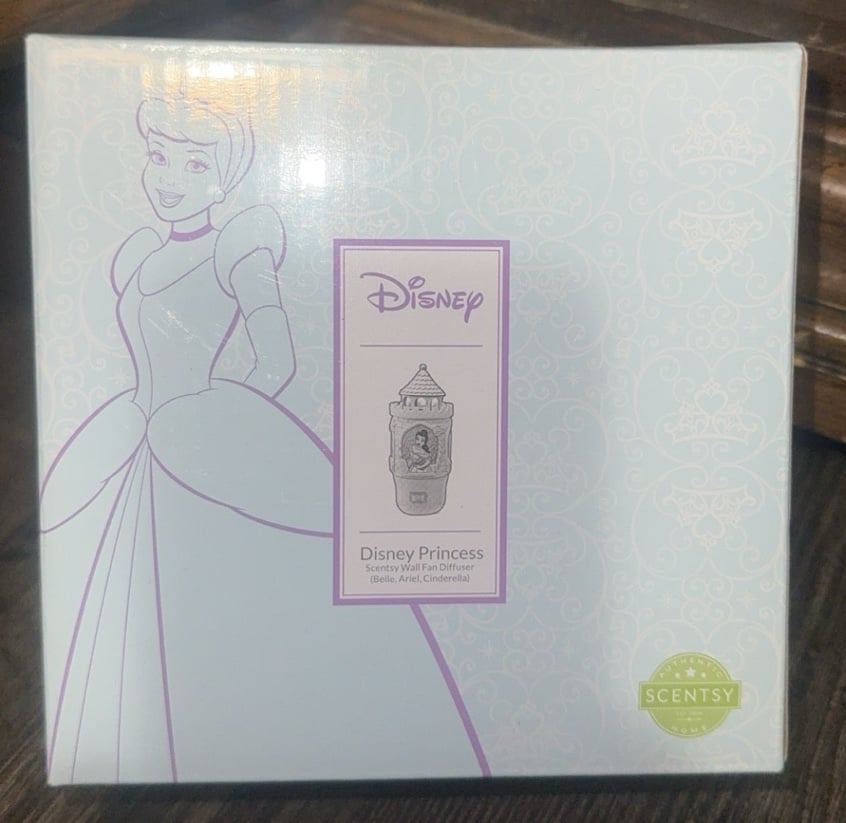 Disney
Disney Princess
Scentsy Wall Fan Diffuser
(Belle, Ariel, Cinderella)
AUTHENTIC
SCENTSY
HOME